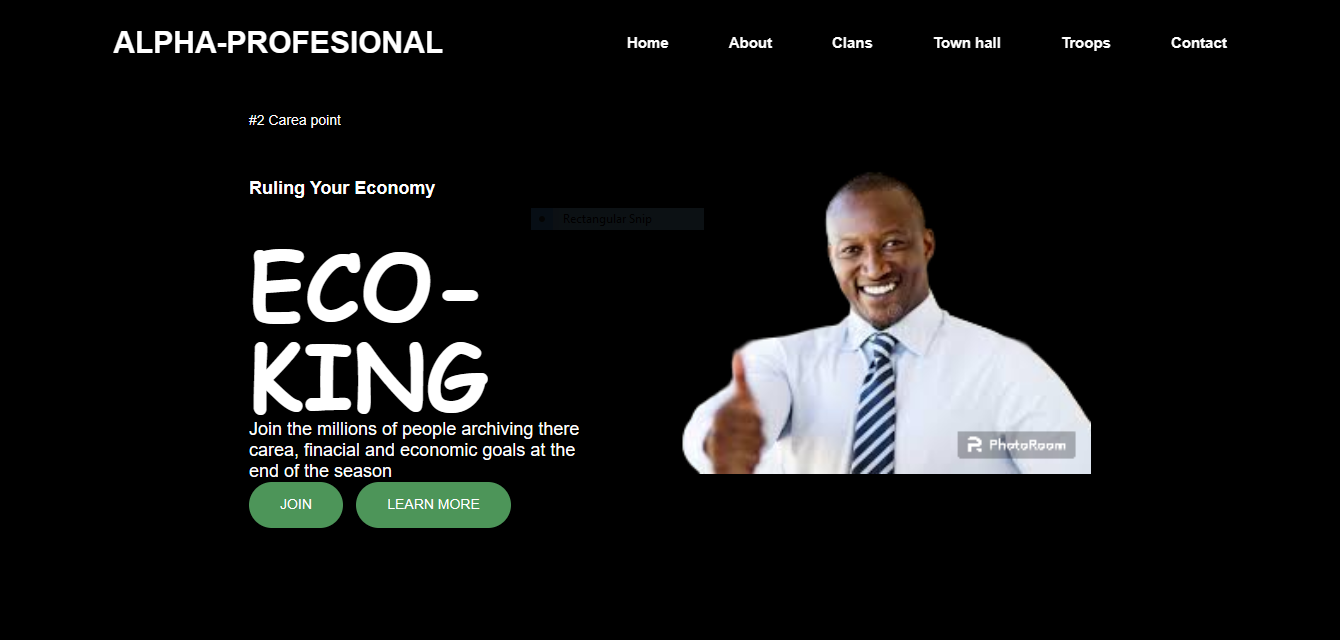 ALPHA-PROFESIONAL
Home About Clans Town hall Troops Contact
#2 Carea point
Ruling Your Economy
Rectangular Snip
ECO-
KING
Join the millions of people archiving there
carea, finacial and economic goals at the
end of the season
JOIN LEARN MORE
PhotoRoom